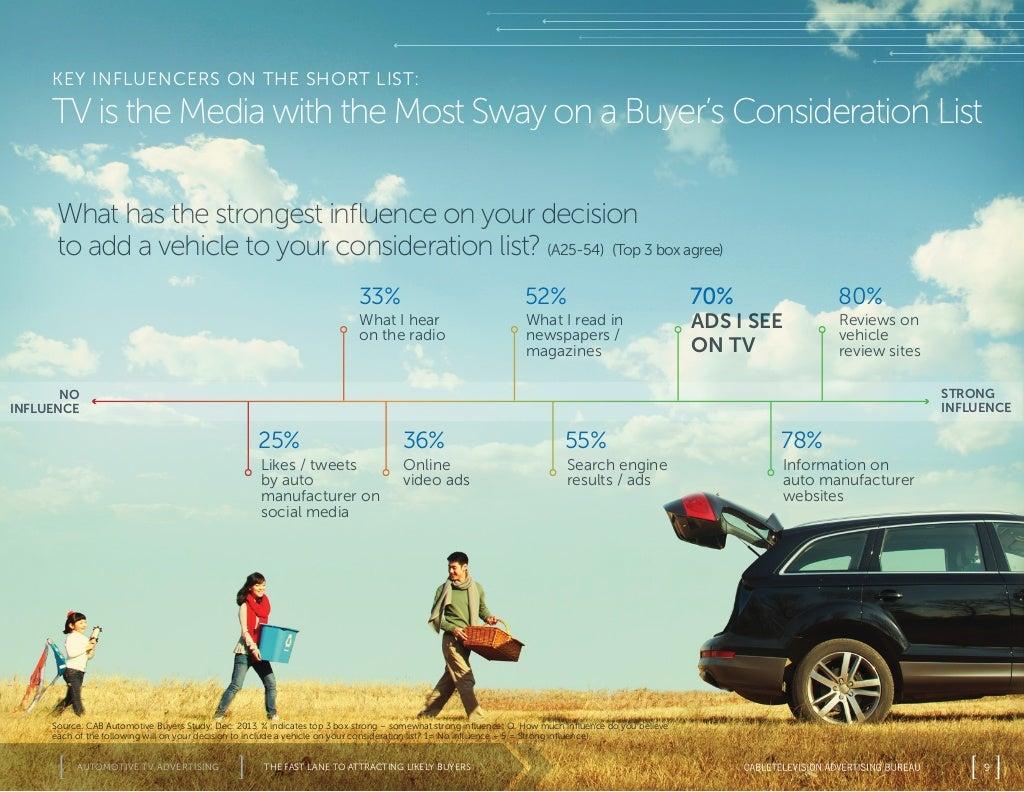 KEY INFLUENCERS ON THE SHORT LIST:
TV is the Media with the Most Sway on a Buyer's Consideration List
What has the strongest influence on your decision
to add a vehicle to your consideration list? (A25-54) (Top 3 box agree)
33%
What I hear
on the radio
52%
What I read in
newspapers /
magazines
70%
ADS I SEE
ON TV
80%
Reviews on
vehicle
review sites
NO
INFLUENCE
STRONG
INFLUENCE
25%
Likes / tweets
by auto
manufacturer on
social media
36%
Online
video ads
55%
Search engine
results / ads
78%
Information on
auto manufacturer
websites
Source: CAB Automotive Buyers Study; Dec. 2013 % indicates top 3 box strong – somewhat strong influence; Q. How much influence do you believe
each of the following will on your decision to include a vehicle on your consideration list? 1= No influence – 5 = Strong influence)
[ AUTOMOTIVE TV ADVERTISING ] THE FAST LANE TO ATTRACTING LIKELY BUYERS
CABLETELEVISION ADVERTISING BUREAU [ 9 ]